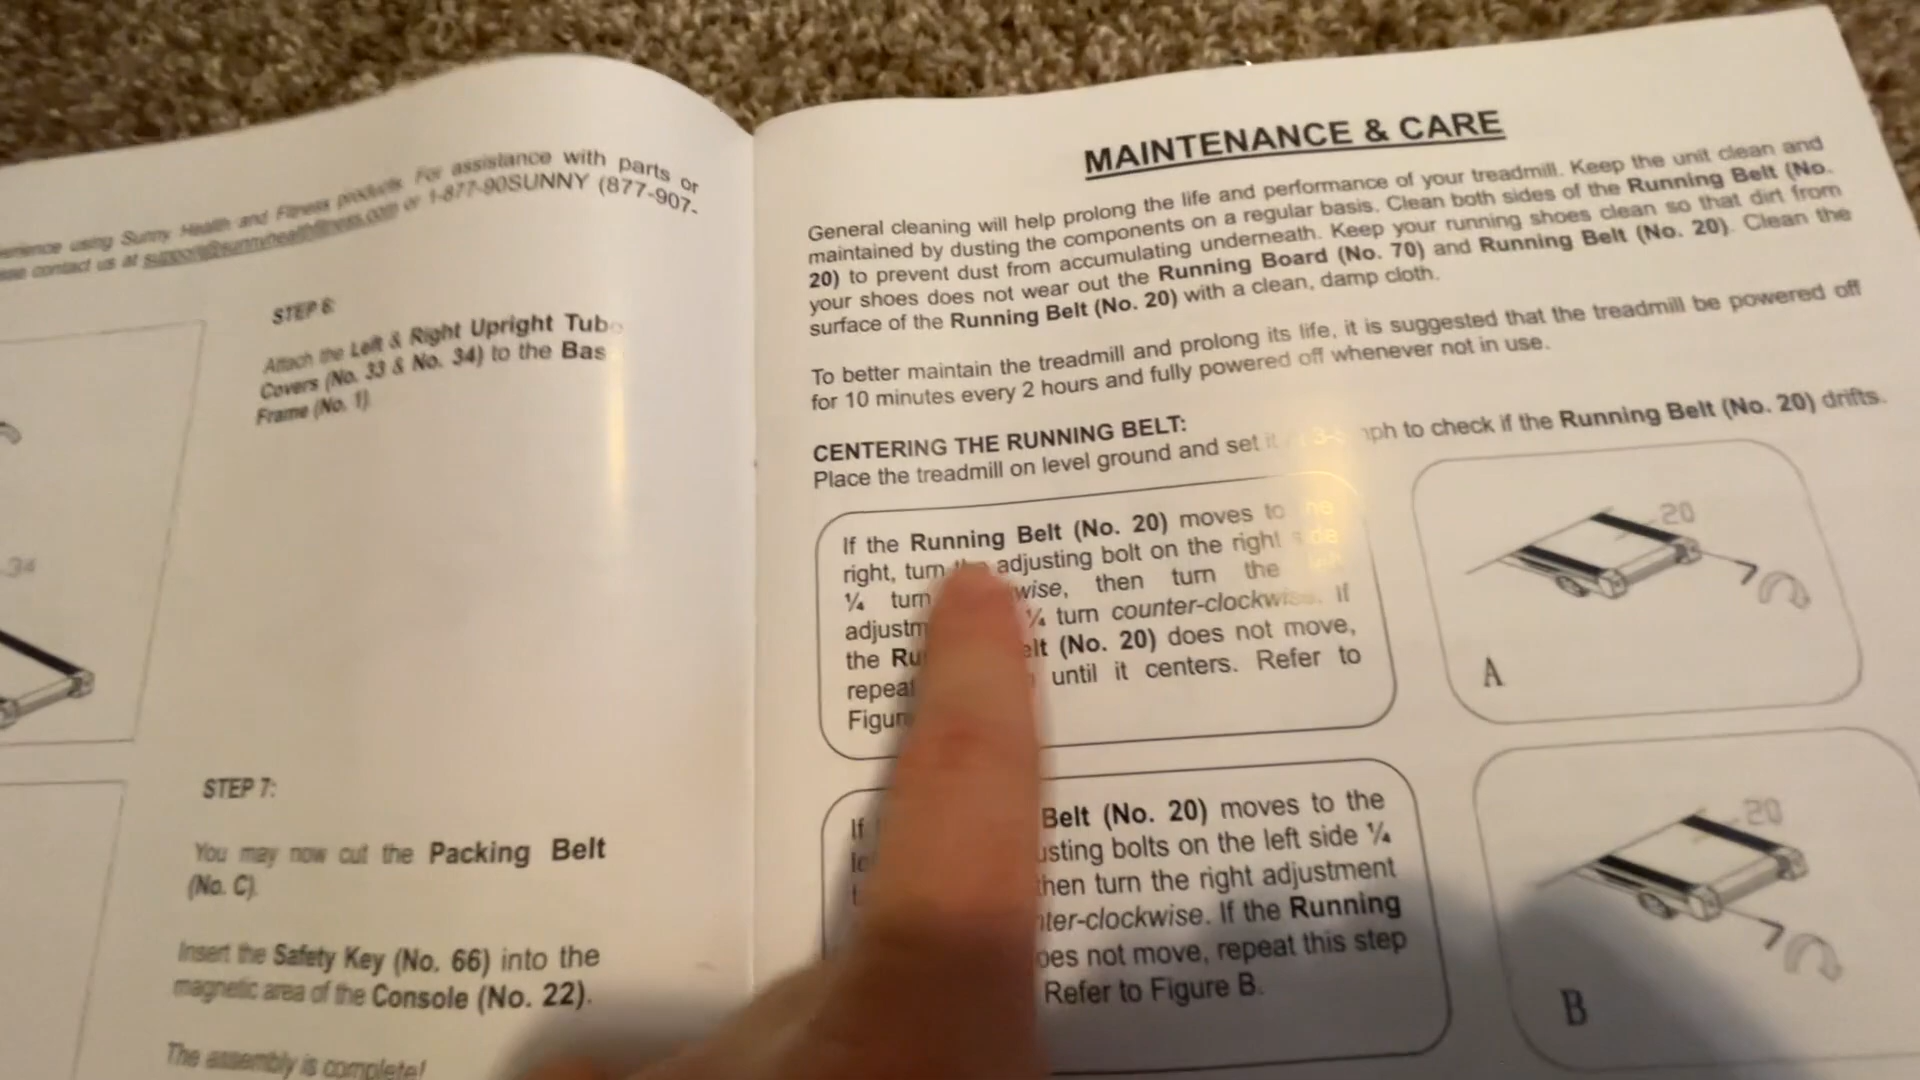 using Sunny Health and Fitness products. For assistance with parts or
contact us at support@sunnyhealthfitness.com or 1-877-90SUNNY (877-907-
STEP 6:
Attach the Left & Right Upright Tube
Covers (No. 33 & No. 34) to the Bas
Frame (No. 1).
34
STEP 7:
You may now cut the Packing Belt
(No. C).
Insert the Safety Key (No. 66) into the
magnetic area of the Console (No. 22).
The assembly is complete!
MAINTENANCE & CARE
General cleaning will help prolong the life and performance of your treadmill. Keep the unit clean and
maintained by dusting the components on a regular basis. Clean both sides of the Running Belt (No.
20) to prevent dust from accumulating underneath. Keep your running shoes clean so that dirt from
your shoes does not wear out the Running Board (No. 70) and Running Belt (No. 20). Clean the
surface of the Running Belt (No. 20) with a clean, damp cloth.
To better maintain the treadmill and prolong its life, it is suggested that the treadmill be powered off
for 10 minutes every 2 hours and fully powered off whenever not in use.
CENTERING THE RUNNING BELT:
Place the treadmill on level ground and set it mph to check if the Running Belt (No. 20) drifts.
If the Running Belt (No. 20) moves to
right, turn adjusting bolt on the right side
¼ turn wise, then turn the left
adjustm ¼ turn counter-clockwise. If
the Ru elt (No. 20) does not move,
repeat until it centers. Refer to
Figur
20
A
If Belt (No. 20) moves to the
usting bolts on the left side ¼
then turn the right adjustment
nter-clockwise. If the Running
oes not move, repeat this step
Refer to Figure B.
20
B